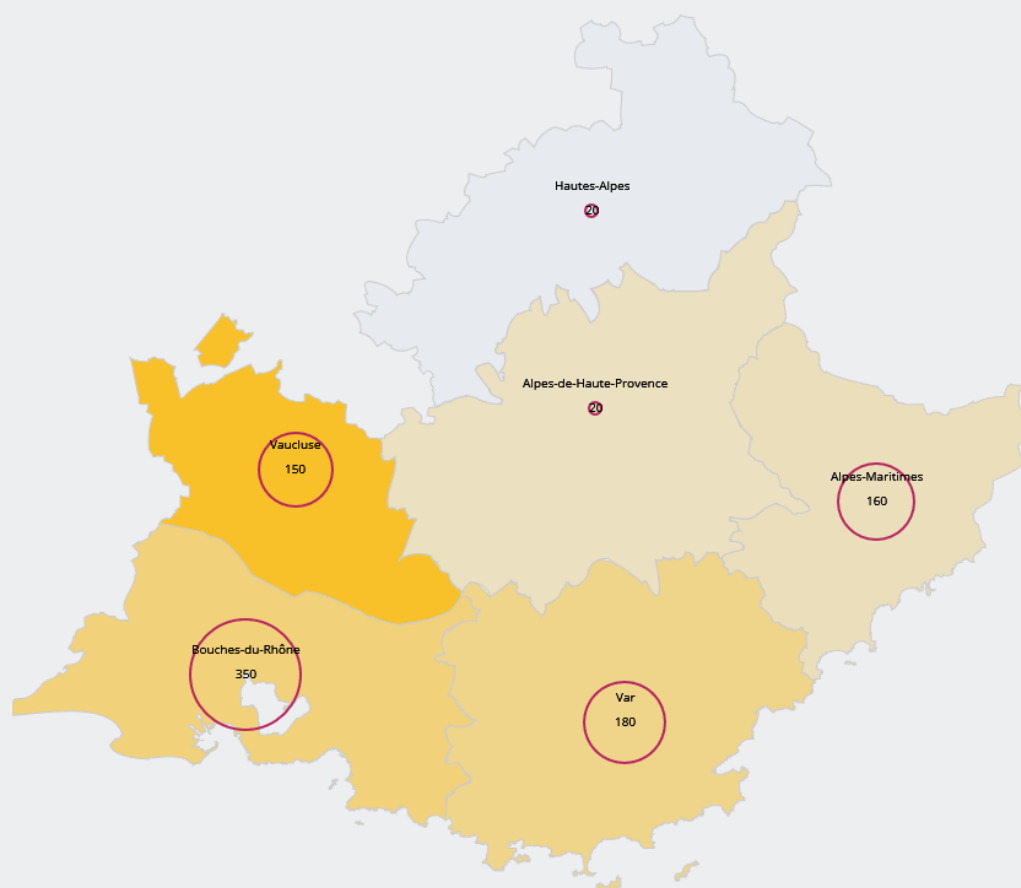 Hautes-Alpes
20
Alpes-de-Haute-Provence
20
Vaucluse
150
Alpes-Maritimes
160
Bouches-du-Rhône
350
Var
180